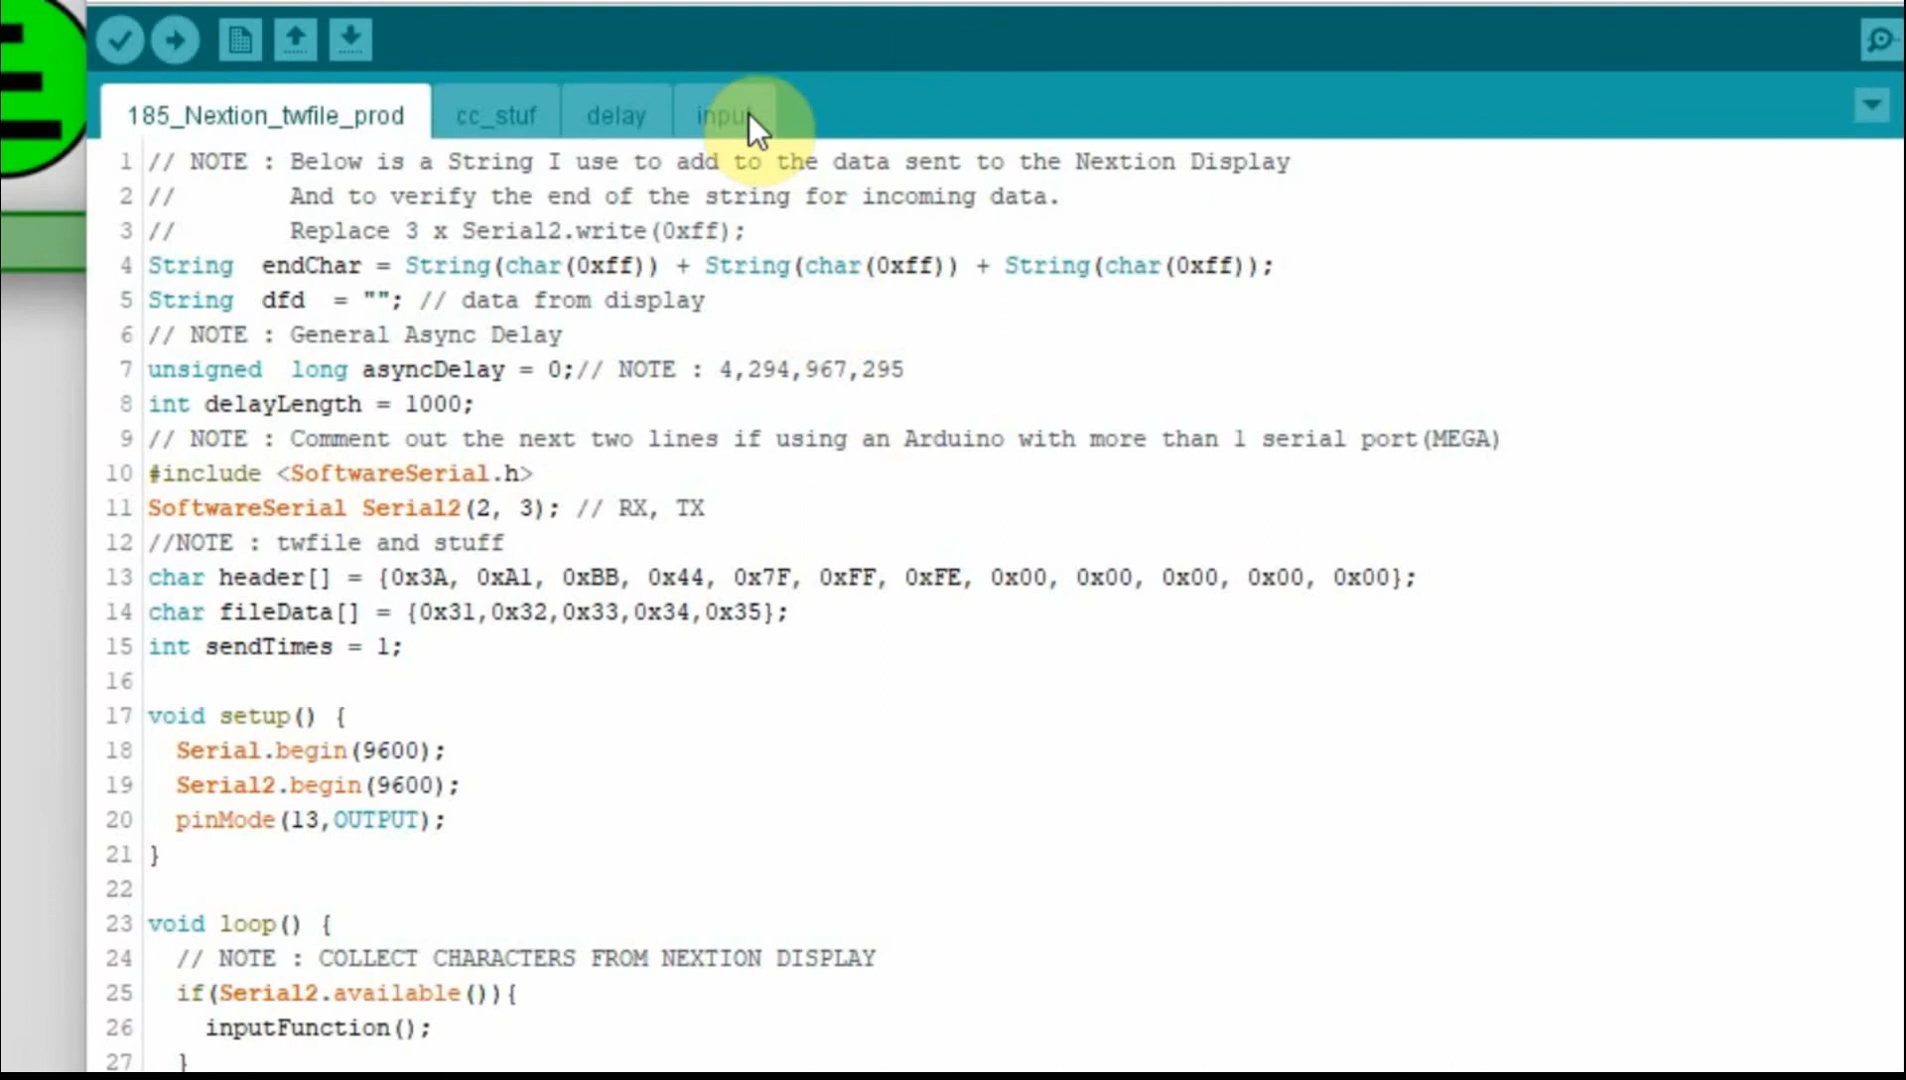 185_Nextion_twfile_prod cc_stuf delay input
1 // NOTE : Below is a String I use to add to the data sent to the Nextion Display
2 //        And to verify the end of the string for incoming data.
3 //        Replace 3 x Serial2.write(0xff);
4 String  endChar = String(char(0xff)) + String(char(0xff)) + String(char(0xff));
5 String  dfd  = ""; // data from display
6 // NOTE : General Async Delay
7 unsigned  long asyncDelay = 0;// NOTE : 4,294,967,295
8 int delayLength = 1000;
9 // NOTE : Comment out the next two lines if using an Arduino with more than 1 serial port(MEGA)
10 #include <SoftwareSerial.h>
11 SoftwareSerial Serial2(2, 3); // RX, TX
12 //NOTE : twfile and stuff
13 char header[] = {0x3A, 0xA1, 0xBB, 0x44, 0x7F, 0xFF, 0xFE, 0x00, 0x00, 0x00, 0x00, 0x00};
14 char fileData[] = {0x31,0x32,0x33,0x34,0x35};
15 int sendTimes = 1;
16
17 void setup() {
18   Serial.begin(9600);
19   Serial2.begin(9600);
20   pinMode(13,OUTPUT);
21 }
22
23 void loop() {
24   // NOTE : COLLECT CHARACTERS FROM NEXTION DISPLAY
25   if(Serial2.available()){
26     inputFunction();
27   }